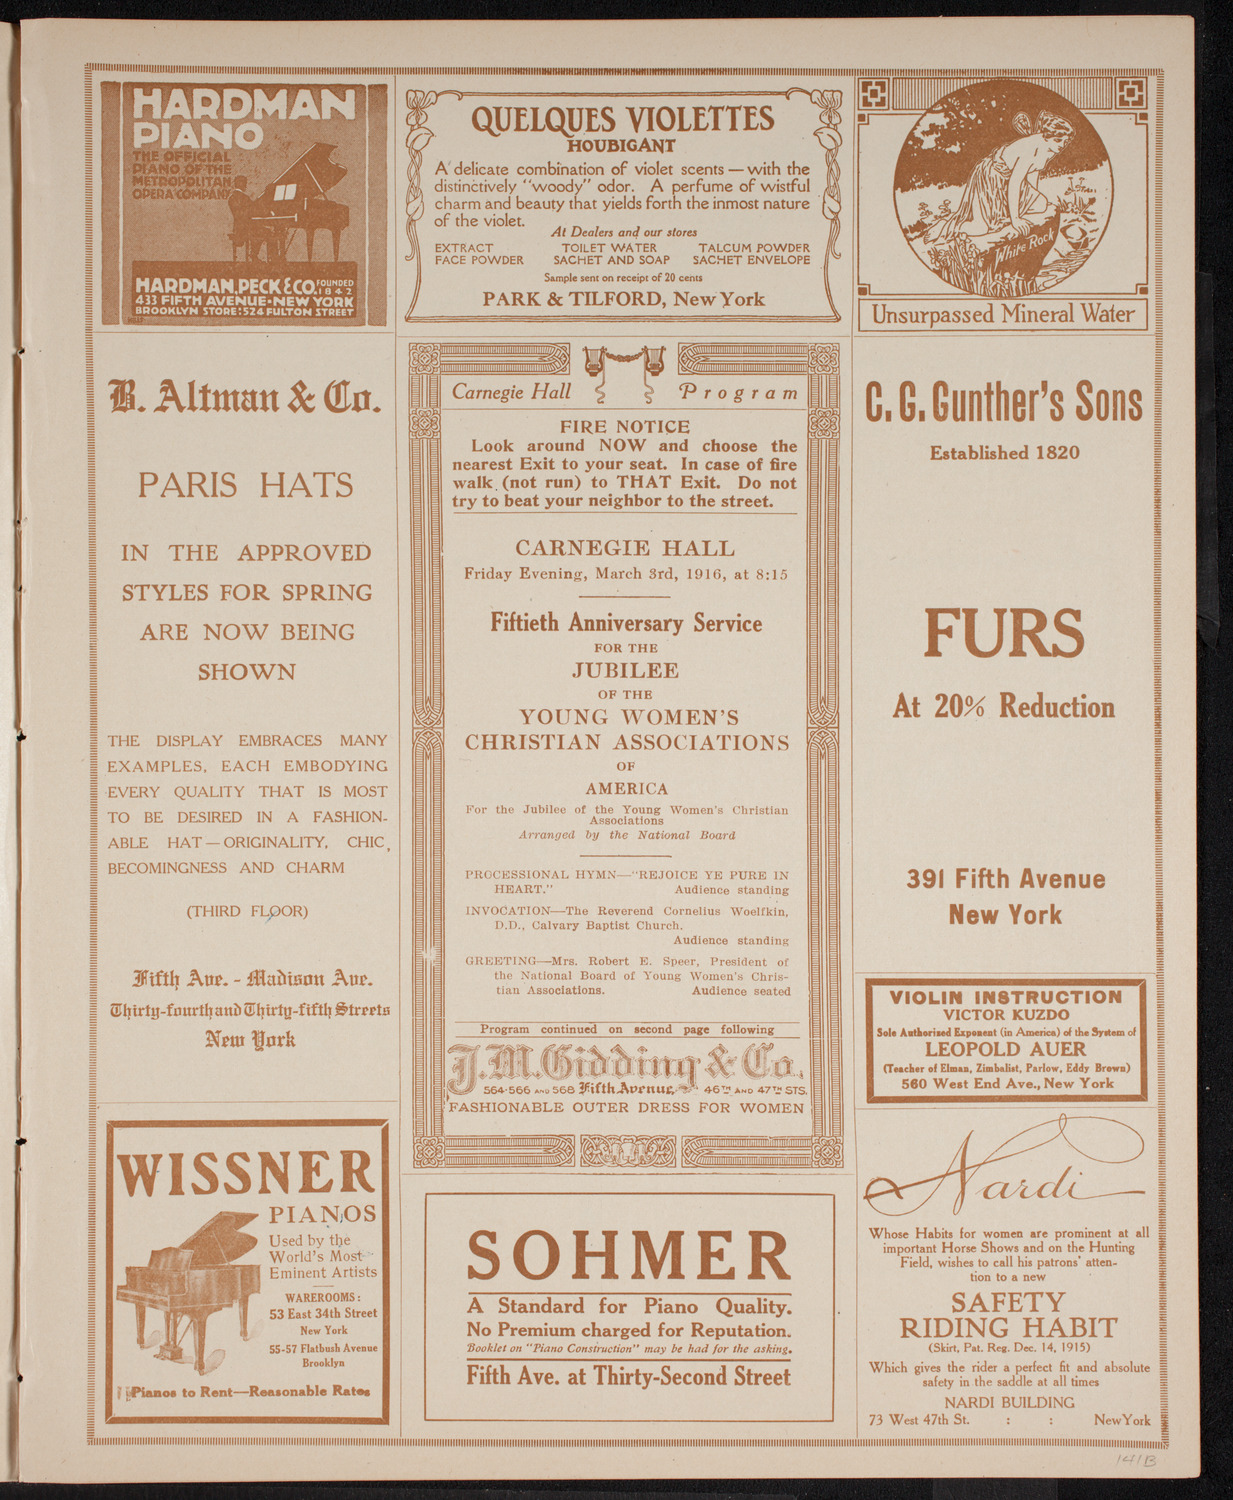 HARDMAN
PIANO
THE OFFICIAL
PIANO OF THE
METROPOLITAN
OPERA COMPANY
HARDMAN, PECK & CO. FOUNDED 1842
433 FIFTH AVENUE-NEW YORK
BROOKLYN STORE: 524 FULTON STREET
QUELQUES VIOLETTES
HOUBIGANT
A delicate combination of violet scents — with the
distinctively "woody" odor. A perfume of wistful
charm and beauty that yields forth the inmost nature
of the violet.
At Dealers and our stores
EXTRACT TOILET WATER TALCUM POWDER
FACE POWDER SACHET AND SOAP SACHET ENVELOPE
Sample sent on receipt of 20 cents
PARK & TILFORD, New York
White Rock
Unsurpassed Mineral Water
B. Altman & Co.
PARIS HATS
IN THE APPROVED
STYLES FOR SPRING
ARE NOW BEING
SHOWN
THE DISPLAY EMBRACES MANY
EXAMPLES, EACH EMBODYING
EVERY QUALITY THAT IS MOST
TO BE DESIRED IN A FASHION-
ABLE HAT — ORIGINALITY, CHIC,
BECOMINGNESS AND CHARM
(THIRD FLOOR)
Fifth Ave. - Madison Ave.
Thirty-fourth and Thirty-fifth Streets
New York
WISSNER
PIANOS
Used by the
World's Most
Eminent Artists
WAREROOMS:
53 East 34th Street
New York
55-57 Flatbush Avenue
Brooklyn
Pianos to Rent—Reasonable Rates
Carnegie Hall Program
FIRE NOTICE
Look around NOW and choose the
nearest Exit to your seat. In case of fire
walk (not run) to THAT Exit. Do not
try to beat your neighbor to the street.
CARNEGIE HALL
Friday Evening, March 3rd, 1916, at 8:15
Fiftieth Anniversary Service
FOR THE
JUBILEE
OF THE
YOUNG WOMEN'S
CHRISTIAN ASSOCIATIONS
OF
AMERICA
For the Jubilee of the Young Women's Christian
Associations
Arranged by the National Board
PROCESSIONAL HYMN—"REJOICE YE PURE IN
HEART." Audience standing
INVOCATION—The Reverend Cornelius Woelfkin,
D.D., Calvary Baptist Church.
Audience standing
GREETING—Mrs. Robert E. Speer, President of
the National Board of Young Women's Chris-
tian Associations. Audience seated
Program continued on second page following
J. M. Gidding & Co.
564-566 AND 568 Fifth Avenue, 46TH AND 47TH STS.
FASHIONABLE OUTER DRESS FOR WOMEN
SOHMER
A Standard for Piano Quality.
No Premium charged for Reputation.
Booklet on "Piano Construction" may be had for the asking.
Fifth Ave. at Thirty-Second Street
C. G. Gunther's Sons
Established 1820
FURS
At 20% Reduction
391 Fifth Avenue
New York
VIOLIN INSTRUCTION
VICTOR KUZDO
Sole Authorized Exponent (in America) of the System of
LEOPOLD AUER
(Teacher of Elman, Zimbalist, Parlow, Eddy Brown)
560 West End Ave., New York
Nardi
Whose Habits for women are prominent at all
important Horse Shows and on the Hunting
Field, wishes to call his patrons' atten-
tion to a new
SAFETY
RIDING HABIT
(Skirt, Pat. Reg. Dec. 14, 1915)
Which gives the rider a perfect fit and absolute
safety in the saddle at all times
NARDI BUILDING
73 West 47th St. : : New York
141B